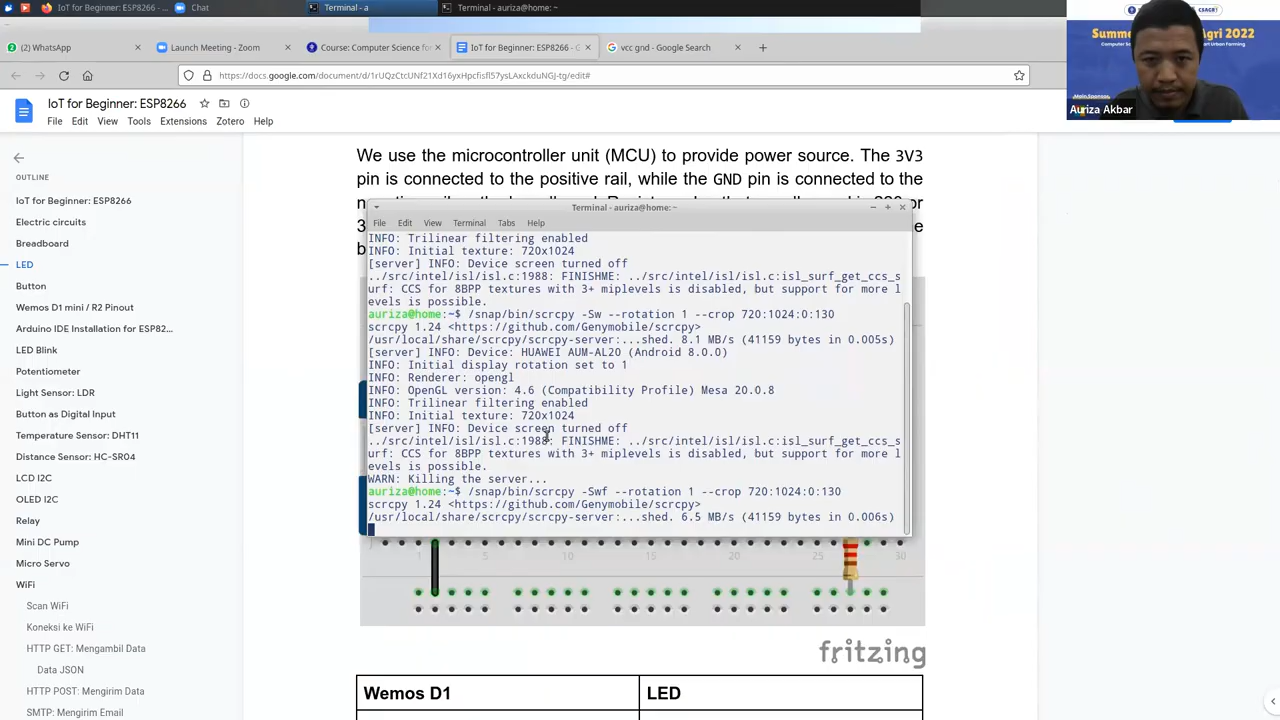 IoT for Beginner: ESP8266 -...
Chat
Terminal - a
Terminal - auriza@home: ~
(2) WhatsApp
Launch Meeting - Zoom
Course: Computer Science fo
IoT for Beginner: ESP8266 - G
vcc gnd - Google Search
https://docs.google.com/document/d/1rUQzCtcUNf21Xd16yxHpcfisfl57ysLAxckduNGJ-tg/edit#
Auriza Akbar
IoT for Beginner: ESP8266
File Edit View Tools Extensions Zotero Help
OUTLINE
IoT for Beginner: ESP8266
Electric circuits
Breadboard
LED
Button
Wemos D1 mini / R2 Pinout
Arduino IDE Installation for ESP82...
LED Blink
Potentiometer
Light Sensor: LDR
Button as Digital Input
Temperature Sensor: DHT11
Distance Sensor: HC-SR04
LCD I2C
OLED I2C
Relay
Mini DC Pump
Micro Servo
WiFi
Scan WiFi
Koneksi ke WiFi
HTTP GET: Mengambil Data
Data JSON
HTTP POST: Mengirim Data
SMTP: Mengirim Email
We use the microcontroller unit (MCU) to provide power source. The 3V3
pin is connected to the positive rail, while the GND pin is connected to the
Terminal - auriza@home: ~
File Edit View Terminal Tabs Help
INFO: Trilinear filtering enabled
INFO: Initial texture: 720x1024
[server] INFO: Device screen turned off
../src/intel/isl/isl.c:1988: FINISHME: ../src/intel/isl/isl.c:isl_surf_get_ccs_s
urf: CCS for 8BPP textures with 3+ miplevels is disabled, but support for more l
evels is possible.
auriza@home:~$ /snap/bin/scrcpy -Sw --rotation 1 --crop 720:1024:0:130
scrcpy 1.24 <https://github.com/Genymobile/scrcpy>
/usr/local/share/scrcpy/scrcpy-server:...shed. 8.1 MB/s (41159 bytes in 0.005s)
[server] INFO: Device: HUAWEI AUM-AL20 (Android 8.0.0)
INFO: Initial display rotation set to 1
INFO: Renderer: opengl
INFO: OpenGL version: 4.6 (Compatibility Profile) Mesa 20.0.8
INFO: Trilinear filtering enabled
INFO: Initial texture: 720x1024
[server] INFO: Device screen turned off
../src/intel/isl/isl.c:1988: FINISHME: ../src/intel/isl/isl.c:isl_surf_get_ccs_s
urf: CCS for 8BPP textures with 3+ miplevels is disabled, but support for more l
evels is possible.
WARN: Killing the server...
auriza@home:~$ /snap/bin/scrcpy -Swf --rotation 1 --crop 720:1024:0:130
scrcpy 1.24 <https://github.com/Genymobile/scrcpy>
/usr/local/share/scrcpy/scrcpy-server:...shed. 6.5 MB/s (41159 bytes in 0.006s)
5 10 15 20 25 30
fritzing
Wemos D1 LED